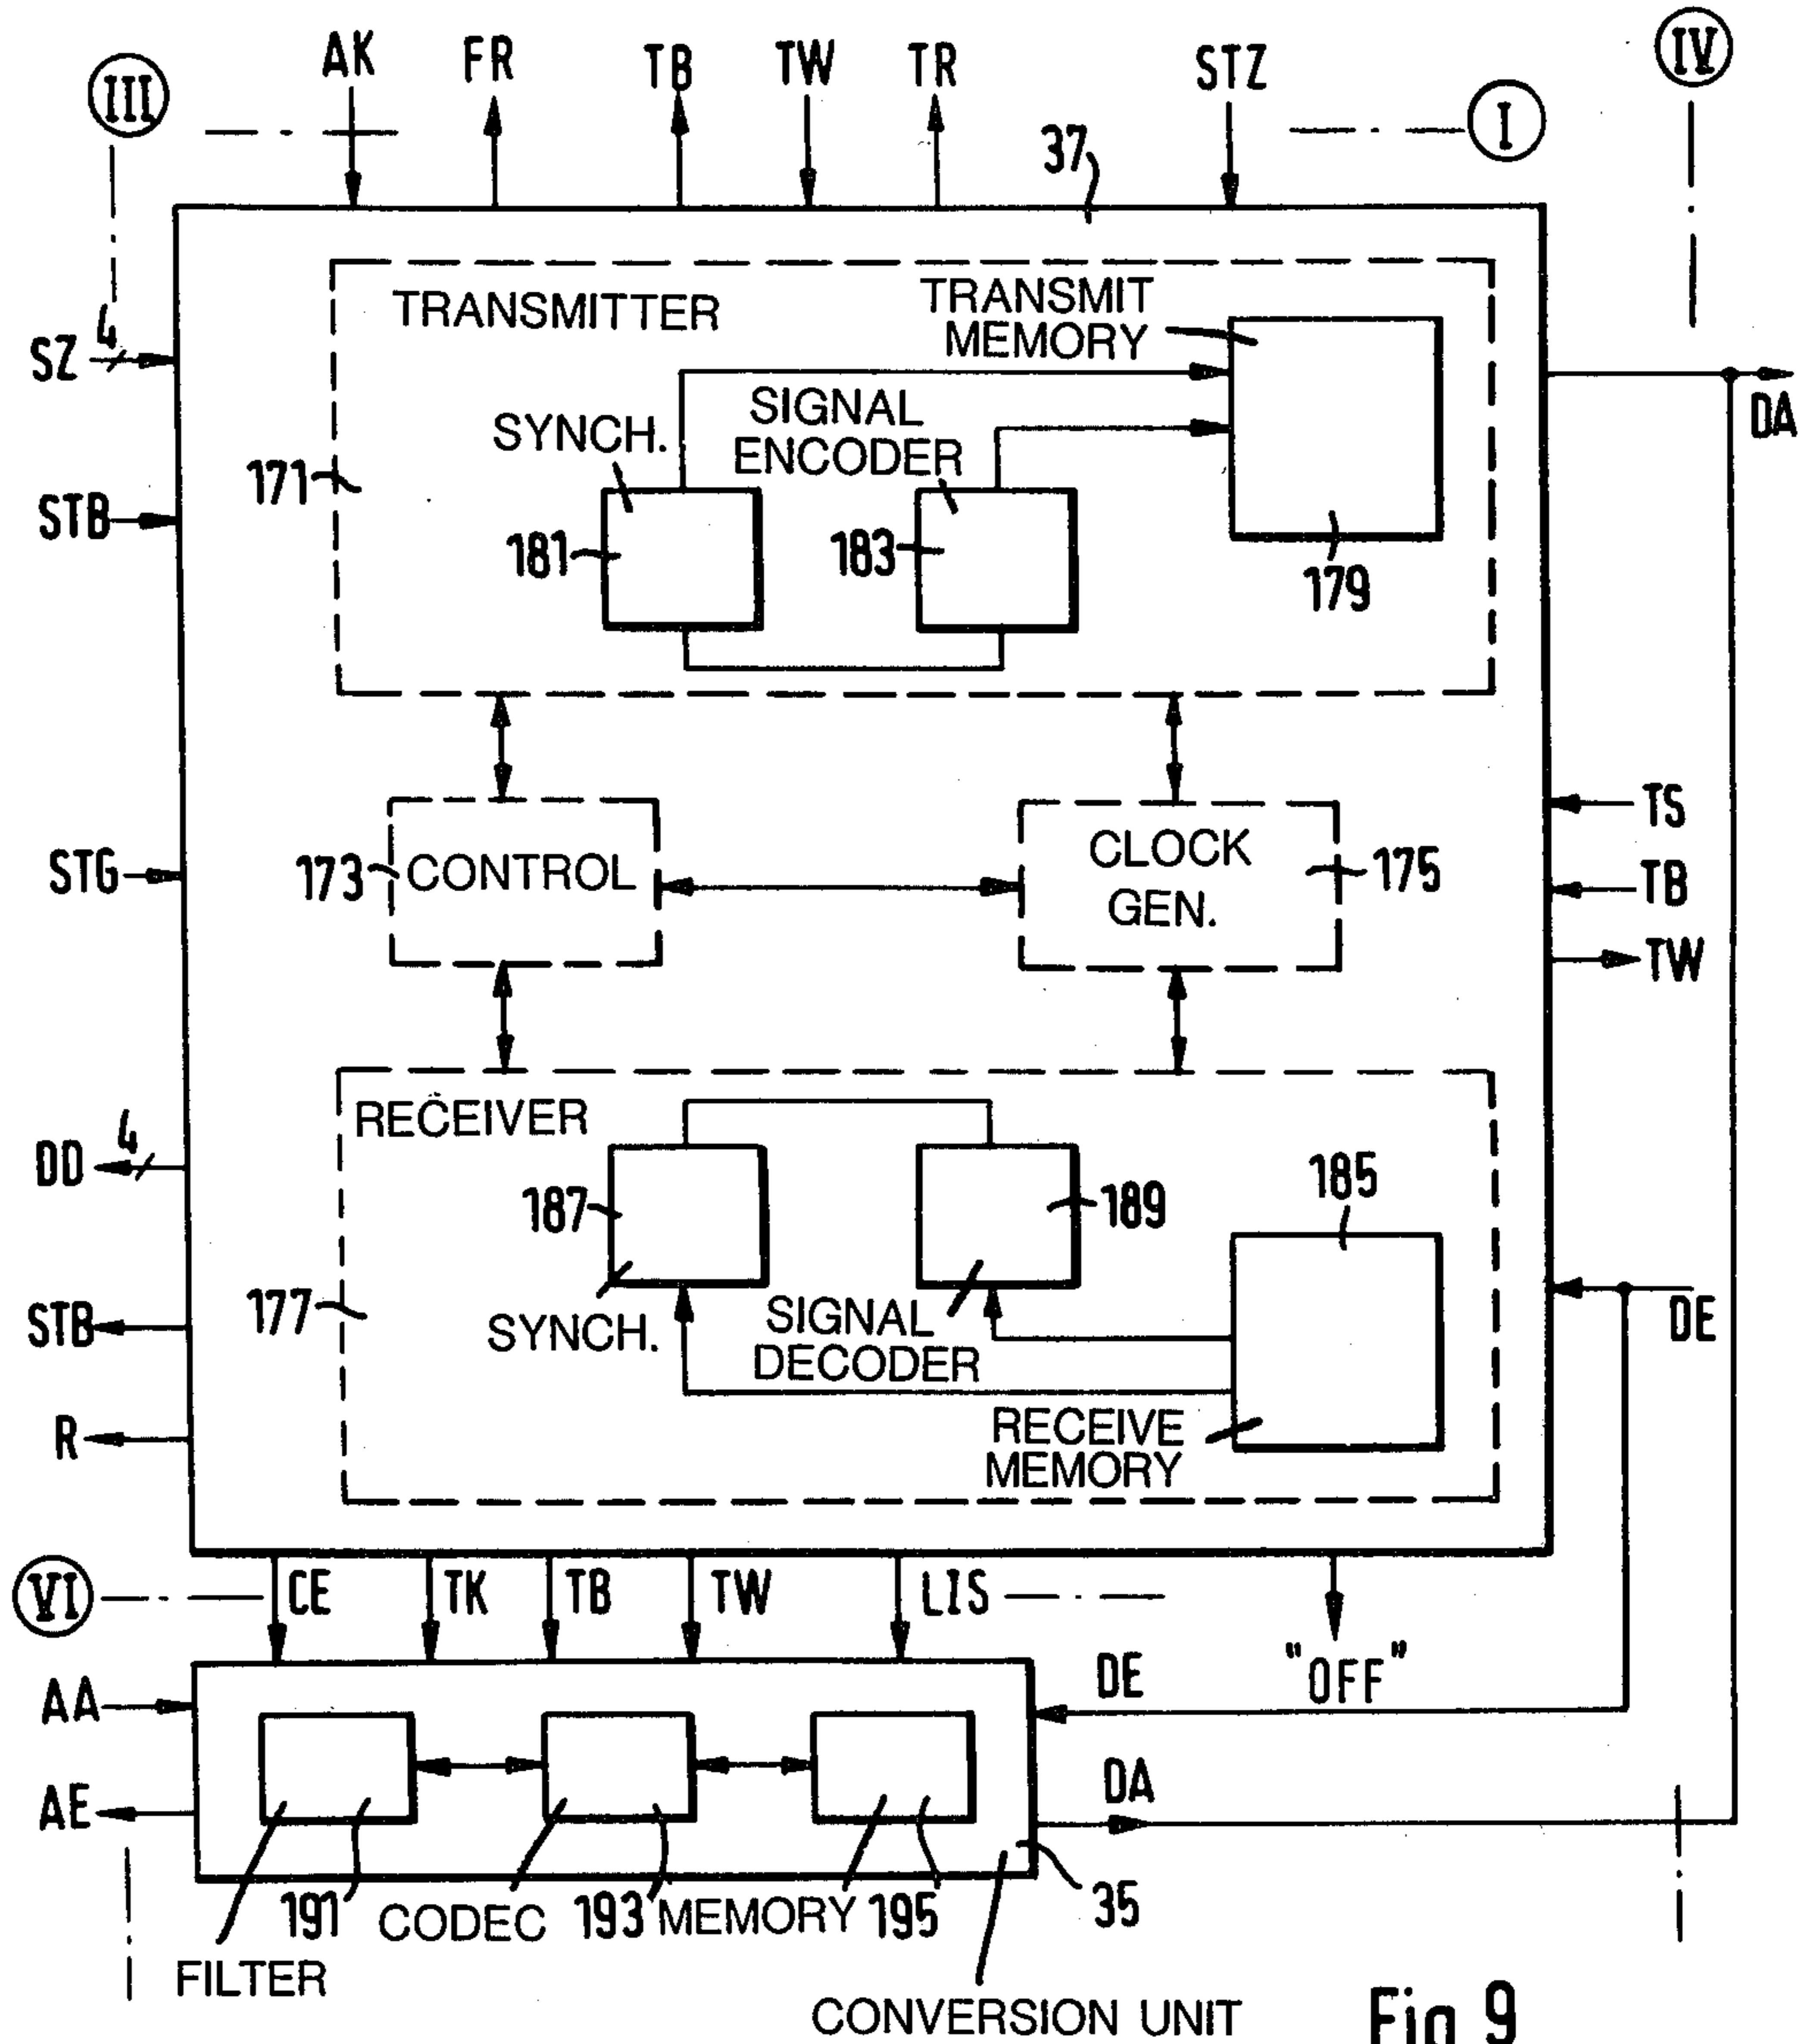 III
AK
FR
TB
TW
TR
STZ
I
IV
37
TRANSMITTER
TRANSMIT
MEMORY
SZ
4
DA
SYNCH.
SIGNAL
ENCODER
171
STB
181
183
179
TS
STG
173
CONTROL
CLOCK
GEN.
175
TB
TW
RECEIVER
DD
4
187
189
185
177
SYNCH.
SIGNAL
DECODER
STB
DE
R
RECEIVE
MEMORY
VI
CE
TK
TB
TW
LIS
"OFF"
AA
DE
AE
DA
191
CODEC
193
MEMORY
195
35
FILTER
CONVERSION UNIT
Fig 9